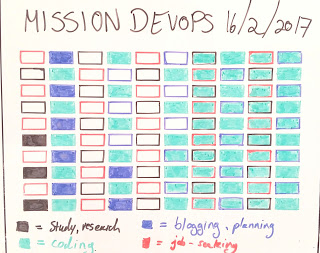 MISSION DEVOPS 16/2/2017
= Study, research = blogging, planning
= coding = job-seeking